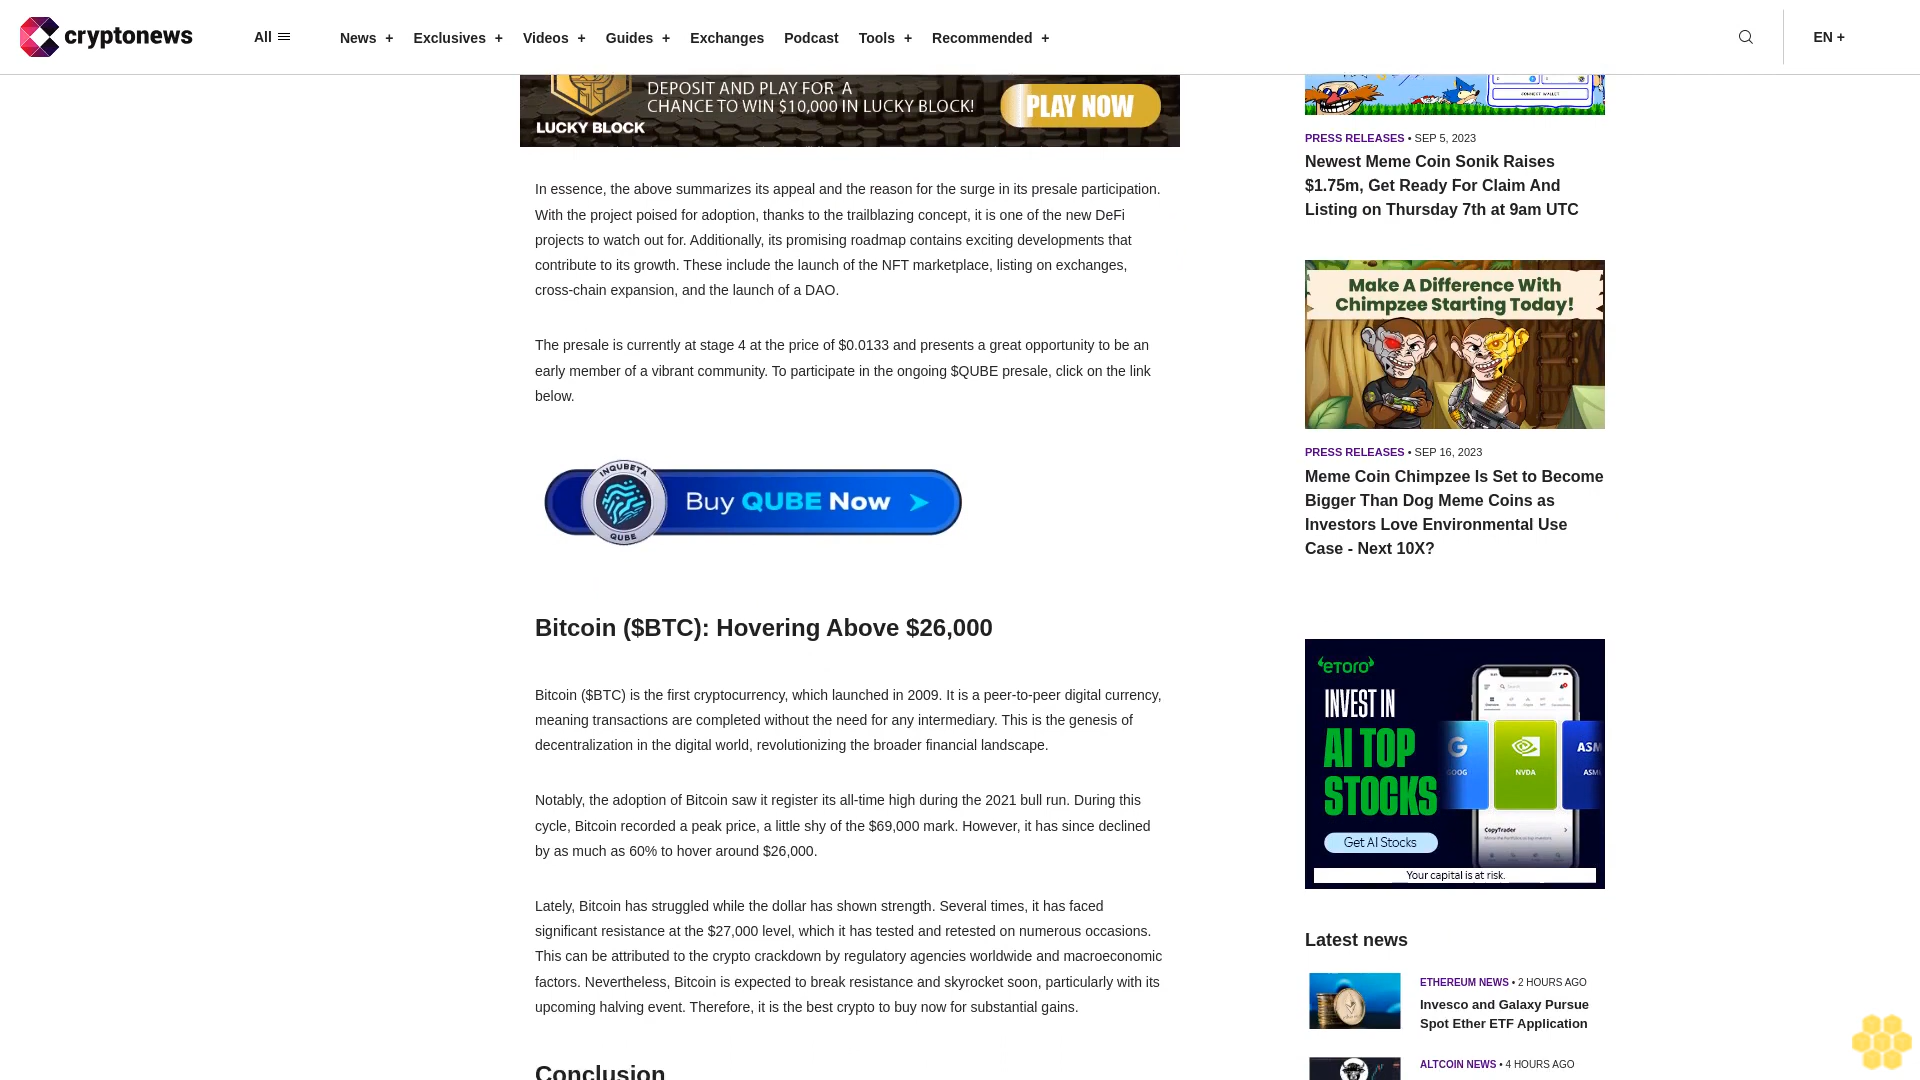 cryptonews
All
News +
Exclusives +
Videos +
Guides +
Exchanges
Podcast
Tools +
Recommended +
EN +
DEPOSIT AND PLAY FOR A
CHANCE TO WIN $10,000 IN LUCKY BLOCK!
LUCKY BLOCK
PLAY NOW
In essence, the above summarizes its appeal and the reason for the surge in its presale participation.
With the project poised for adoption, thanks to the trailblazing concept, it is one of the new DeFi
projects to watch out for. Additionally, its promising roadmap contains exciting developments that
contribute to its growth. These include the launch of the NFT marketplace, listing on exchanges,
cross-chain expansion, and the launch of a DAO.
The presale is currently at stage 4 at the price of $0.0133 and presents a great opportunity to be an
early member of a vibrant community. To participate in the ongoing $QUBE presale, click on the link
below.
INQUBETA
QUBE
Buy QUBE Now
Bitcoin ($BTC): Hovering Above $26,000
Bitcoin ($BTC) is the first cryptocurrency, which launched in 2009. It is a peer-to-peer digital currency,
meaning transactions are completed without the need for any intermediary. This is the genesis of
decentralization in the digital world, revolutionizing the broader financial landscape.
Notably, the adoption of Bitcoin saw it register its all-time high during the 2021 bull run. During this
cycle, Bitcoin recorded a peak price, a little shy of the $69,000 mark. However, it has since declined
by as much as 60% to hover around $26,000.
Lately, Bitcoin has struggled while the dollar has shown strength. Several times, it has faced
significant resistance at the $27,000 level, which it has tested and retested on numerous occasions.
This can be attributed to the crypto crackdown by regulatory agencies worldwide and macroeconomic
factors. Nevertheless, Bitcoin is expected to break resistance and skyrocket soon, particularly with its
upcoming halving event. Therefore, it is the best crypto to buy now for substantial gains.
Conclusion
CONNECT WALLET
PRESS RELEASES • SEP 5, 2023
Newest Meme Coin Sonik Raises
$1.75m, Get Ready For Claim And
Listing on Thursday 7th at 9am UTC
Make A Difference With
Chimpzee Starting Today!
PRESS RELEASES • SEP 16, 2023
Meme Coin Chimpzee Is Set to Become
Bigger Than Dog Meme Coins as
Investors Love Environmental Use
Case - Next 10X?
eToro
INVEST IN
AI TOP
STOCKS
Get AI Stocks
GOOG
NVDA
ASM
CopyTrader
Your capital is at risk.
Latest news
ETHEREUM NEWS • 2 HOURS AGO
Invesco and Galaxy Pursue
Spot Ether ETF Application
ALTCOIN NEWS • 4 HOURS AGO